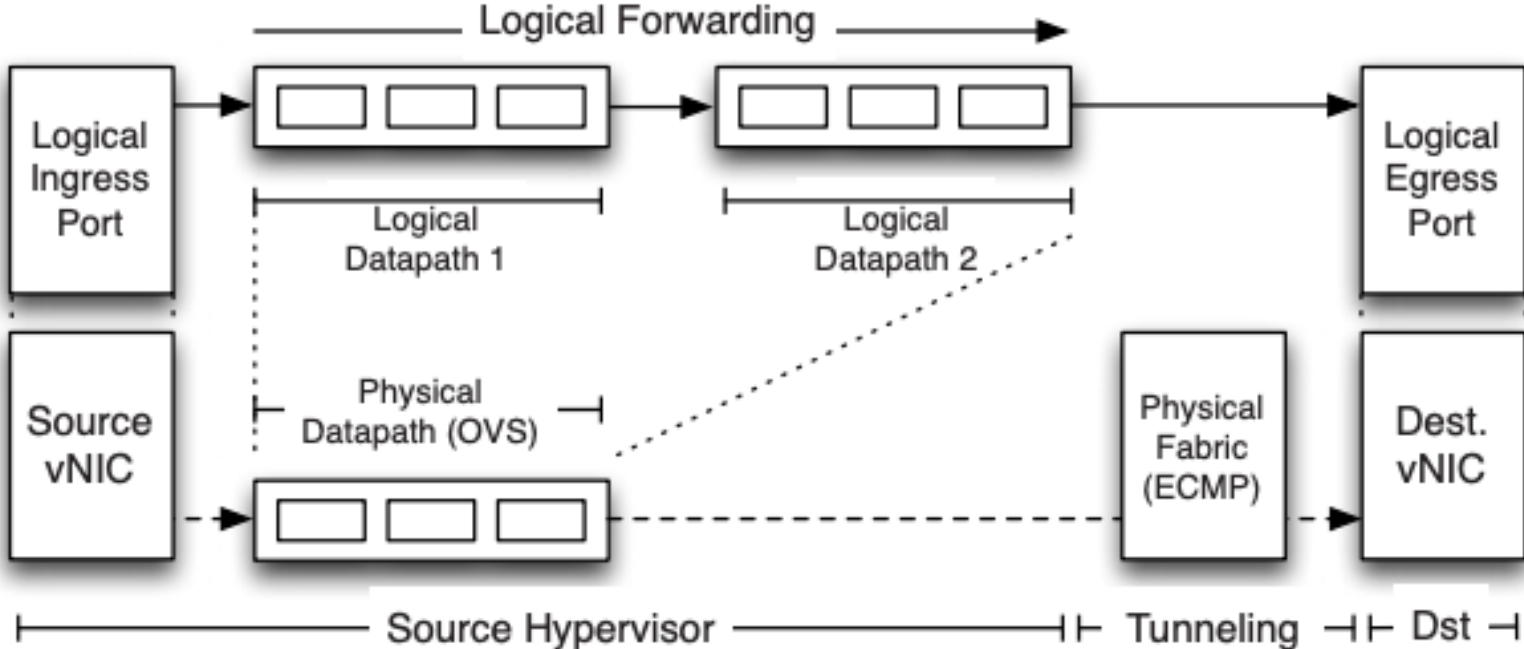 Logical Forwarding
Logical
Ingress
Port
Logical
Egress
Port
Logical
Datapath 1
Logical
Datapath 2
Source
vNIC
Physical
Datapath (OVS)
Physical
Fabric
(ECMP)
Dest.
vNIC
Source Hypervisor
Tunneling
Dst